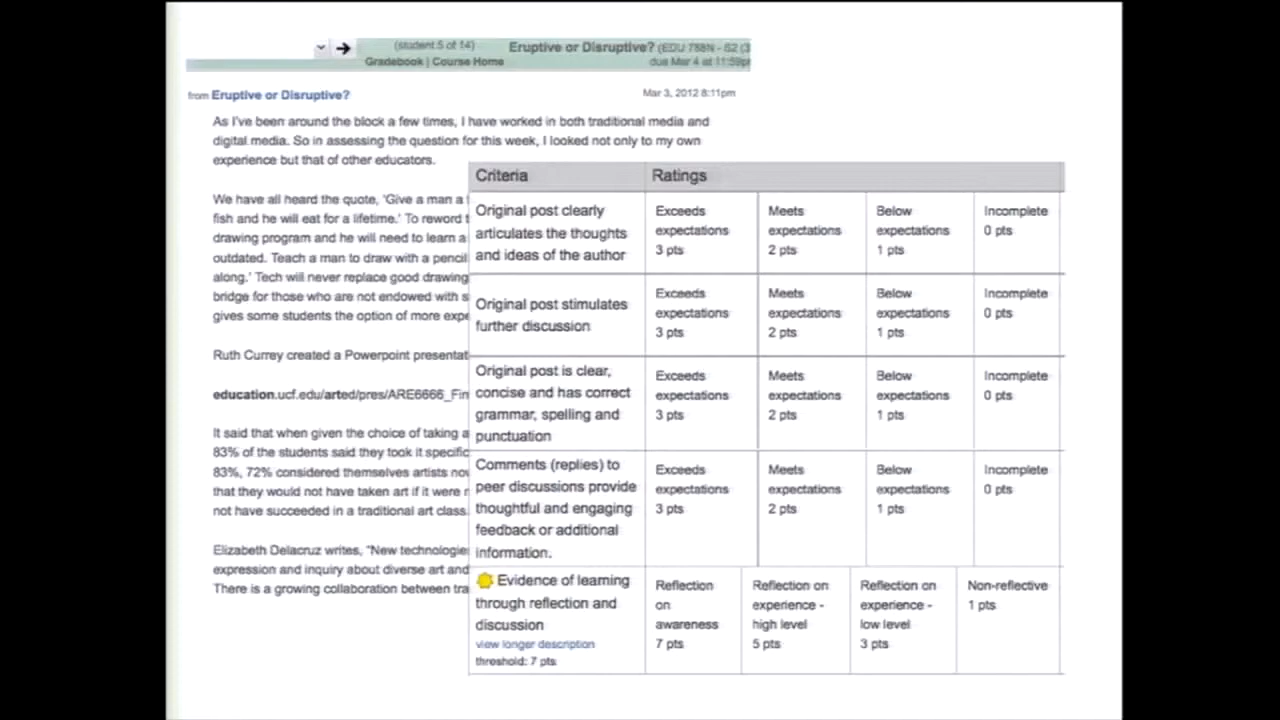 (student 5 of 14)
Eruptive or Disruptive? (EDU 788N - S2 (3
Gradebook | Course Home
due Mar 4 at 11:59p
from Eruptive or Disruptive?
Mar 3, 2012 8:11pm
As I've been around the block a few times, I have worked in both traditional media and
digital media. So in assessing the question for this week, I looked not only to my own
experience but that of other educators.
We have all heard the quote, 'Give a man a
fish and he will eat for a lifetime.' To reword
drawing program and he will need to learn a
outdated. Teach a man to draw with a pencil
along.' Tech will never replace good drawing
bridge for those who are not endowed with s
gives some students the option of more expe
Ruth Currey created a Powerpoint presentat
education.ucf.edu/arted/pres/ARE6666_Fin
It said that when given the choice of taking a
83% of the students said they took it specific
83%, 72% considered themselves artists no
that they would not have taken art if it were
not have succeeded in a traditional art class.
Elizabeth Delacruz writes, "New technologie
expression and inquiry about diverse art and
There is a growing collaboration between tra
Criteria
Ratings
Original post clearly
articulates the thoughts
and ideas of the author
Exceeds
expectations
3 pts
Meets
expectations
2 pts
Below
expectations
1 pts
Incomplete
0 pts
Original post stimulates
further discussion
Exceeds
expectations
3 pts
Meets
expectations
2 pts
Below
expectations
1 pts
Incomplete
0 pts
Original post is clear,
concise and has correct
grammar, spelling and
punctuation
Exceeds
expectations
3 pts
Meets
expectations
2 pts
Below
expectations
1 pts
Incomplete
0 pts
Comments (replies) to
peer discussions provide
thoughtful and engaging
feedback or additional
information.
Exceeds
expectations
3 pts
Meets
expectations
2 pts
Below
expectations
1 pts
Incomplete
0 pts
Evidence of learning
through reflection and
discussion
view longer description
threshold: 7 pts
Reflection
on
awareness
7 pts
Reflection on
experience -
high level
5 pts
Reflection on
experience -
low level
3 pts
Non-reflective
1 pts